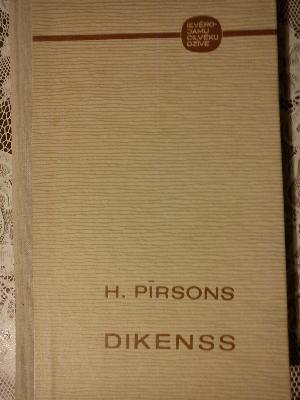 IEVĒRO-
JAMU
CILVĒKU
DZĪVE
H. PĪRSONS
DIKENSS